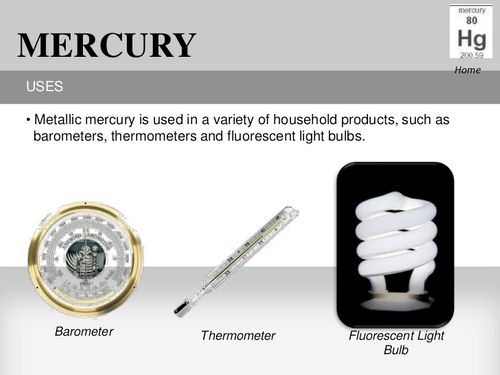 MERCURY
mercury
80
Hg
200.59
Home
USES
• Metallic mercury is used in a variety of household products, such as
barometers, thermometers and fluorescent light bulbs.
Barometer
Thermometer
Fluorescent Light
Bulb